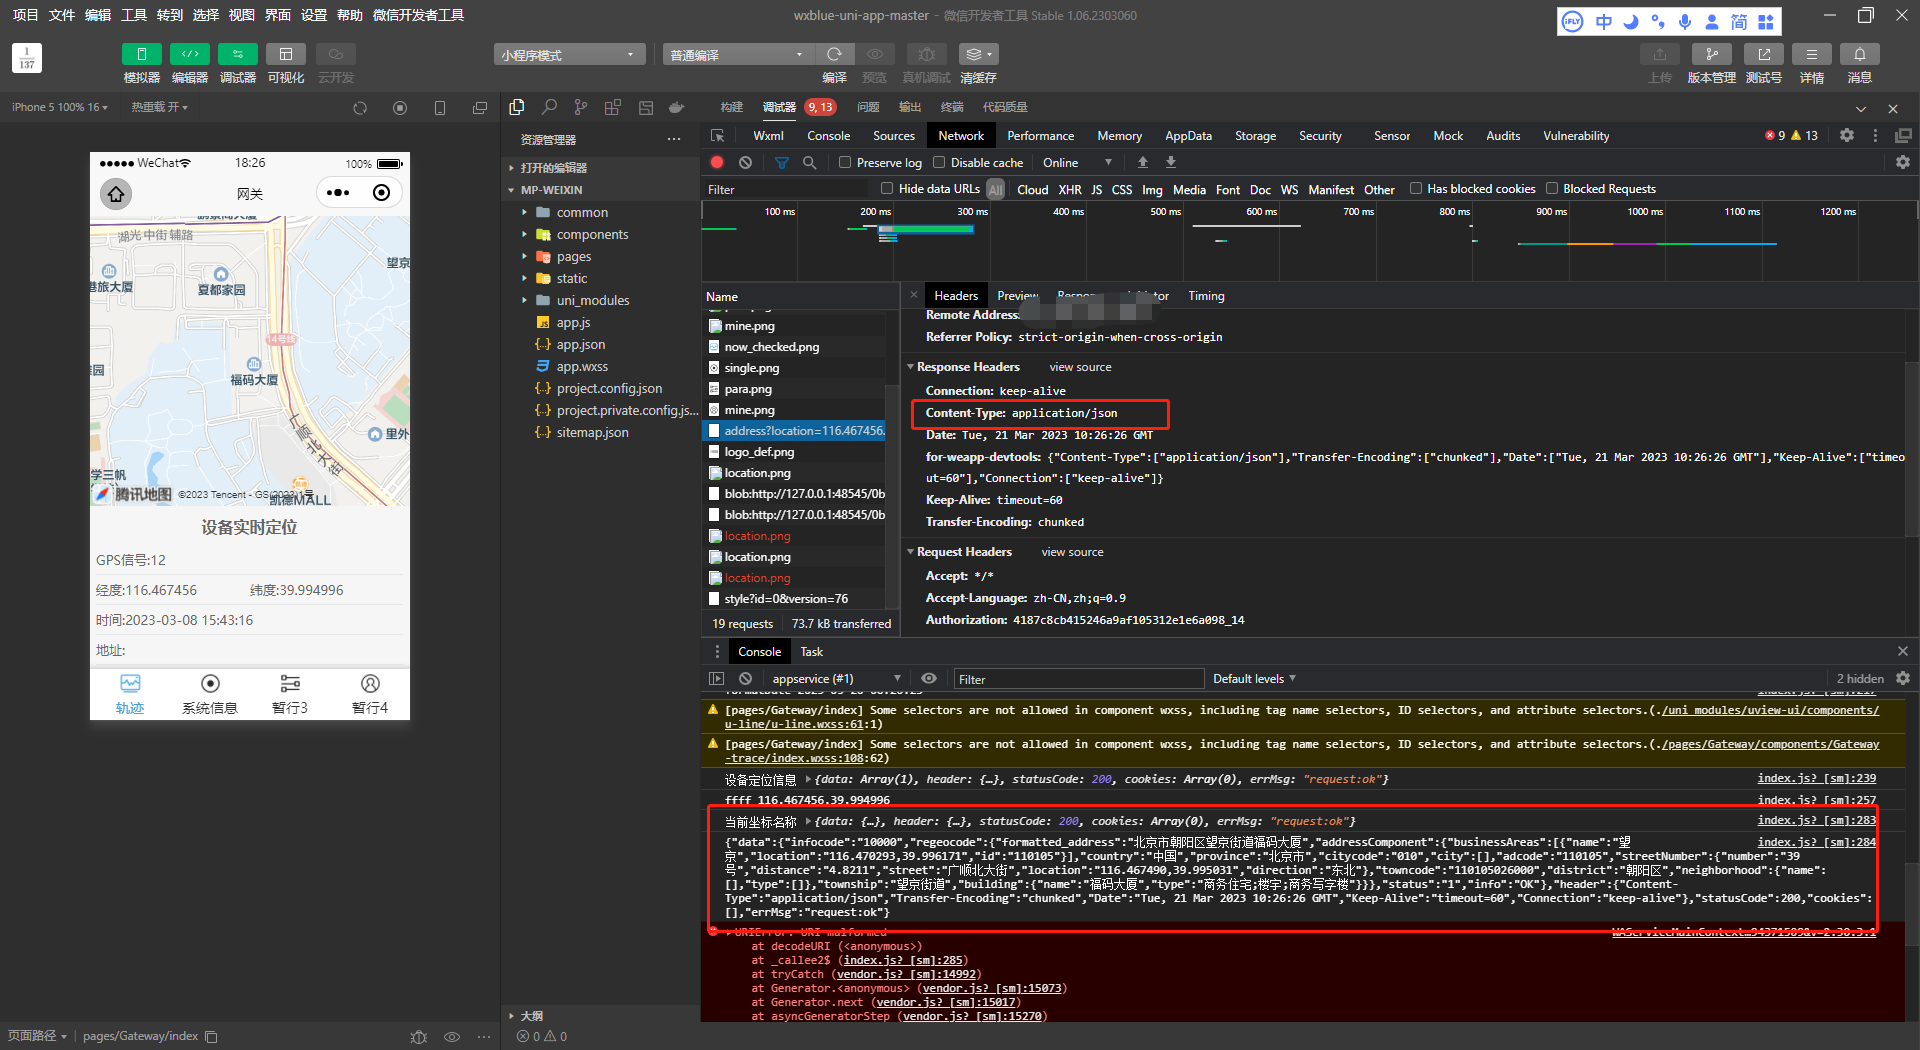 项目 文件 编辑 工具 转到 选择 视图 界面 设置 帮助 微信开发者工具
wxblue-uni-app-master - 微信开发者工具 Stable 1.06.2303060
iFLY 中 简
1
137
模拟器 编辑器 调试器 可视化 云开发
小程序模式 普通编译
编译 预览 真机调试 清缓存
上传 版本管理 测试号 详情 消息
iPhone 5 100% 16 热重载 开
WeChat 18:26 100%
网关
湖光中街辅路
望京
港旅大厦
夏都家园
14号线
福码大厦
广顺北大街
里外
学三帆
腾讯地图 ©2023 Tencent - GS(2023)1号
凯德MALL
设备实时定位
GPS信号:12
经度:116.467456 纬度:39.994996
时间:2023-03-08 15:43:16
地址:
轨迹 系统信息 暂行3 暂行4
页面路径 pages/Gateway/index
资源管理器
打开的编辑器
MP-WEIXIN
common
components
pages
static
uni_modules
app.js
app.json
app.wxss
project.config.json
project.private.config.js...
sitemap.json
大纲
0 0
构建 调试器 9, 13 问题 输出 终端 代码质量
Wxml Console Sources Network Performance Memory AppData Storage Security Sensor Mock Audits Vulnerability 9 13
Preserve log Disable cache Online
Filter Hide data URLs All Cloud XHR JS CSS Img Media Font Doc WS Manifest Other Has blocked cookies Blocked Requests
100 ms 200 ms 300 ms 400 ms 500 ms 600 ms 700 ms 800 ms 900 ms 1000 ms 1100 ms 1200 ms
Name
mine.png
now_checked.png
single.png
para.png
mine.png
address?location=116.467456,
logo_def.png
location.png
blob:http://127.0.0.1:48545/0b
blob:http://127.0.0.1:48545/0b
location.png
location.png
location.png
style?id=0&version=76
19 requests 73.7 kB transferred
Headers Preview Timing
Remote Address:
Referrer Policy: strict-origin-when-cross-origin
Response Headers view source
Connection: keep-alive
Content-Type: application/json
Date: Tue, 21 Mar 2023 10:26:26 GMT
for-weapp-devtools: {"Content-Type":["application/json"],"Transfer-Encoding":["chunked"],"Date":["Tue, 21 Mar 2023 10:26:26 GMT"],"Keep-Alive":["timeo
ut=60"],"Connection":["keep-alive"]}
Keep-Alive: timeout=60
Transfer-Encoding: chunked
Request Headers view source
Accept: */*
Accept-Language: zh-CN,zh;q=0.9
Authorization: 4187c8cb415246a9af105312e1e6a098_14
Console Task
appservice (#1) Filter Default levels 2 hidden
[pages/Gateway/index] Some selectors are not allowed in component wxss, including tag name selectors, ID selectors, and attribute selectors.(./uni_modules/uview-ui/components/
u-line/u-line.wxss:61:1)
[pages/Gateway/index] Some selectors are not allowed in component wxss, including tag name selectors, ID selectors, and attribute selectors.(./pages/Gateway/components/Gateway
-trace/index.wxss:108:62)
设备定位信息 {data: Array(1), header: {…}, statusCode: 200, cookies: Array(0), errMsg: "request:ok"} index.js? [sm]:239
ffff 116.467456,39.994996 index.js? [sm]:257
当前坐标名称 {data: {…}, header: {…}, statusCode: 200, cookies: Array(0), errMsg: "request:ok"} index.js? [sm]:283
{"data":{"infocode":"10000","regeocode":{"formatted_address":"北京市朝阳区望京街道福码大厦","addressComponent":{"businessAreas":[{"name":"望 index.js? [sm]:284
京","location":"116.470293,39.996171","id":"110105"}],"country":"中国","province":"北京市","citycode":"010","city":[],"adcode":"110105","streetNumber":{"number":"39
号","distance":"4.8211","street":"广顺北大街","location":"116.467490,39.995031","direction":"东北"},"towncode":"110105026000","district":"朝阳区","neighborhood":{"name":
[],"type":[]},"township":"望京街道","building":{"name":"福码大厦","type":"商务住宅;楼宇;商务写字楼"}}},"status":"1","info":"OK"},"header":{"Content-
Type":"application/json","Transfer-Encoding":"chunked","Date":"Tue, 21 Mar 2023 10:26:26 GMT","Keep-Alive":"timeout=60","Connection":"keep-alive"},"statusCode":200,"cookies":
[],"errMsg":"request:ok"}
URIError: URI malformed
at decodeURI (<anonymous>)
at _callee2$ (index.js? [sm]:285)
at tryCatch (vendor.js? [sm]:14992)
at Generator.<anonymous> (vendor.js? [sm]:15073)
at Generator.next (vendor.js? [sm]:15017)
at asyncGeneratorStep (vendor.js? [sm]:15270)